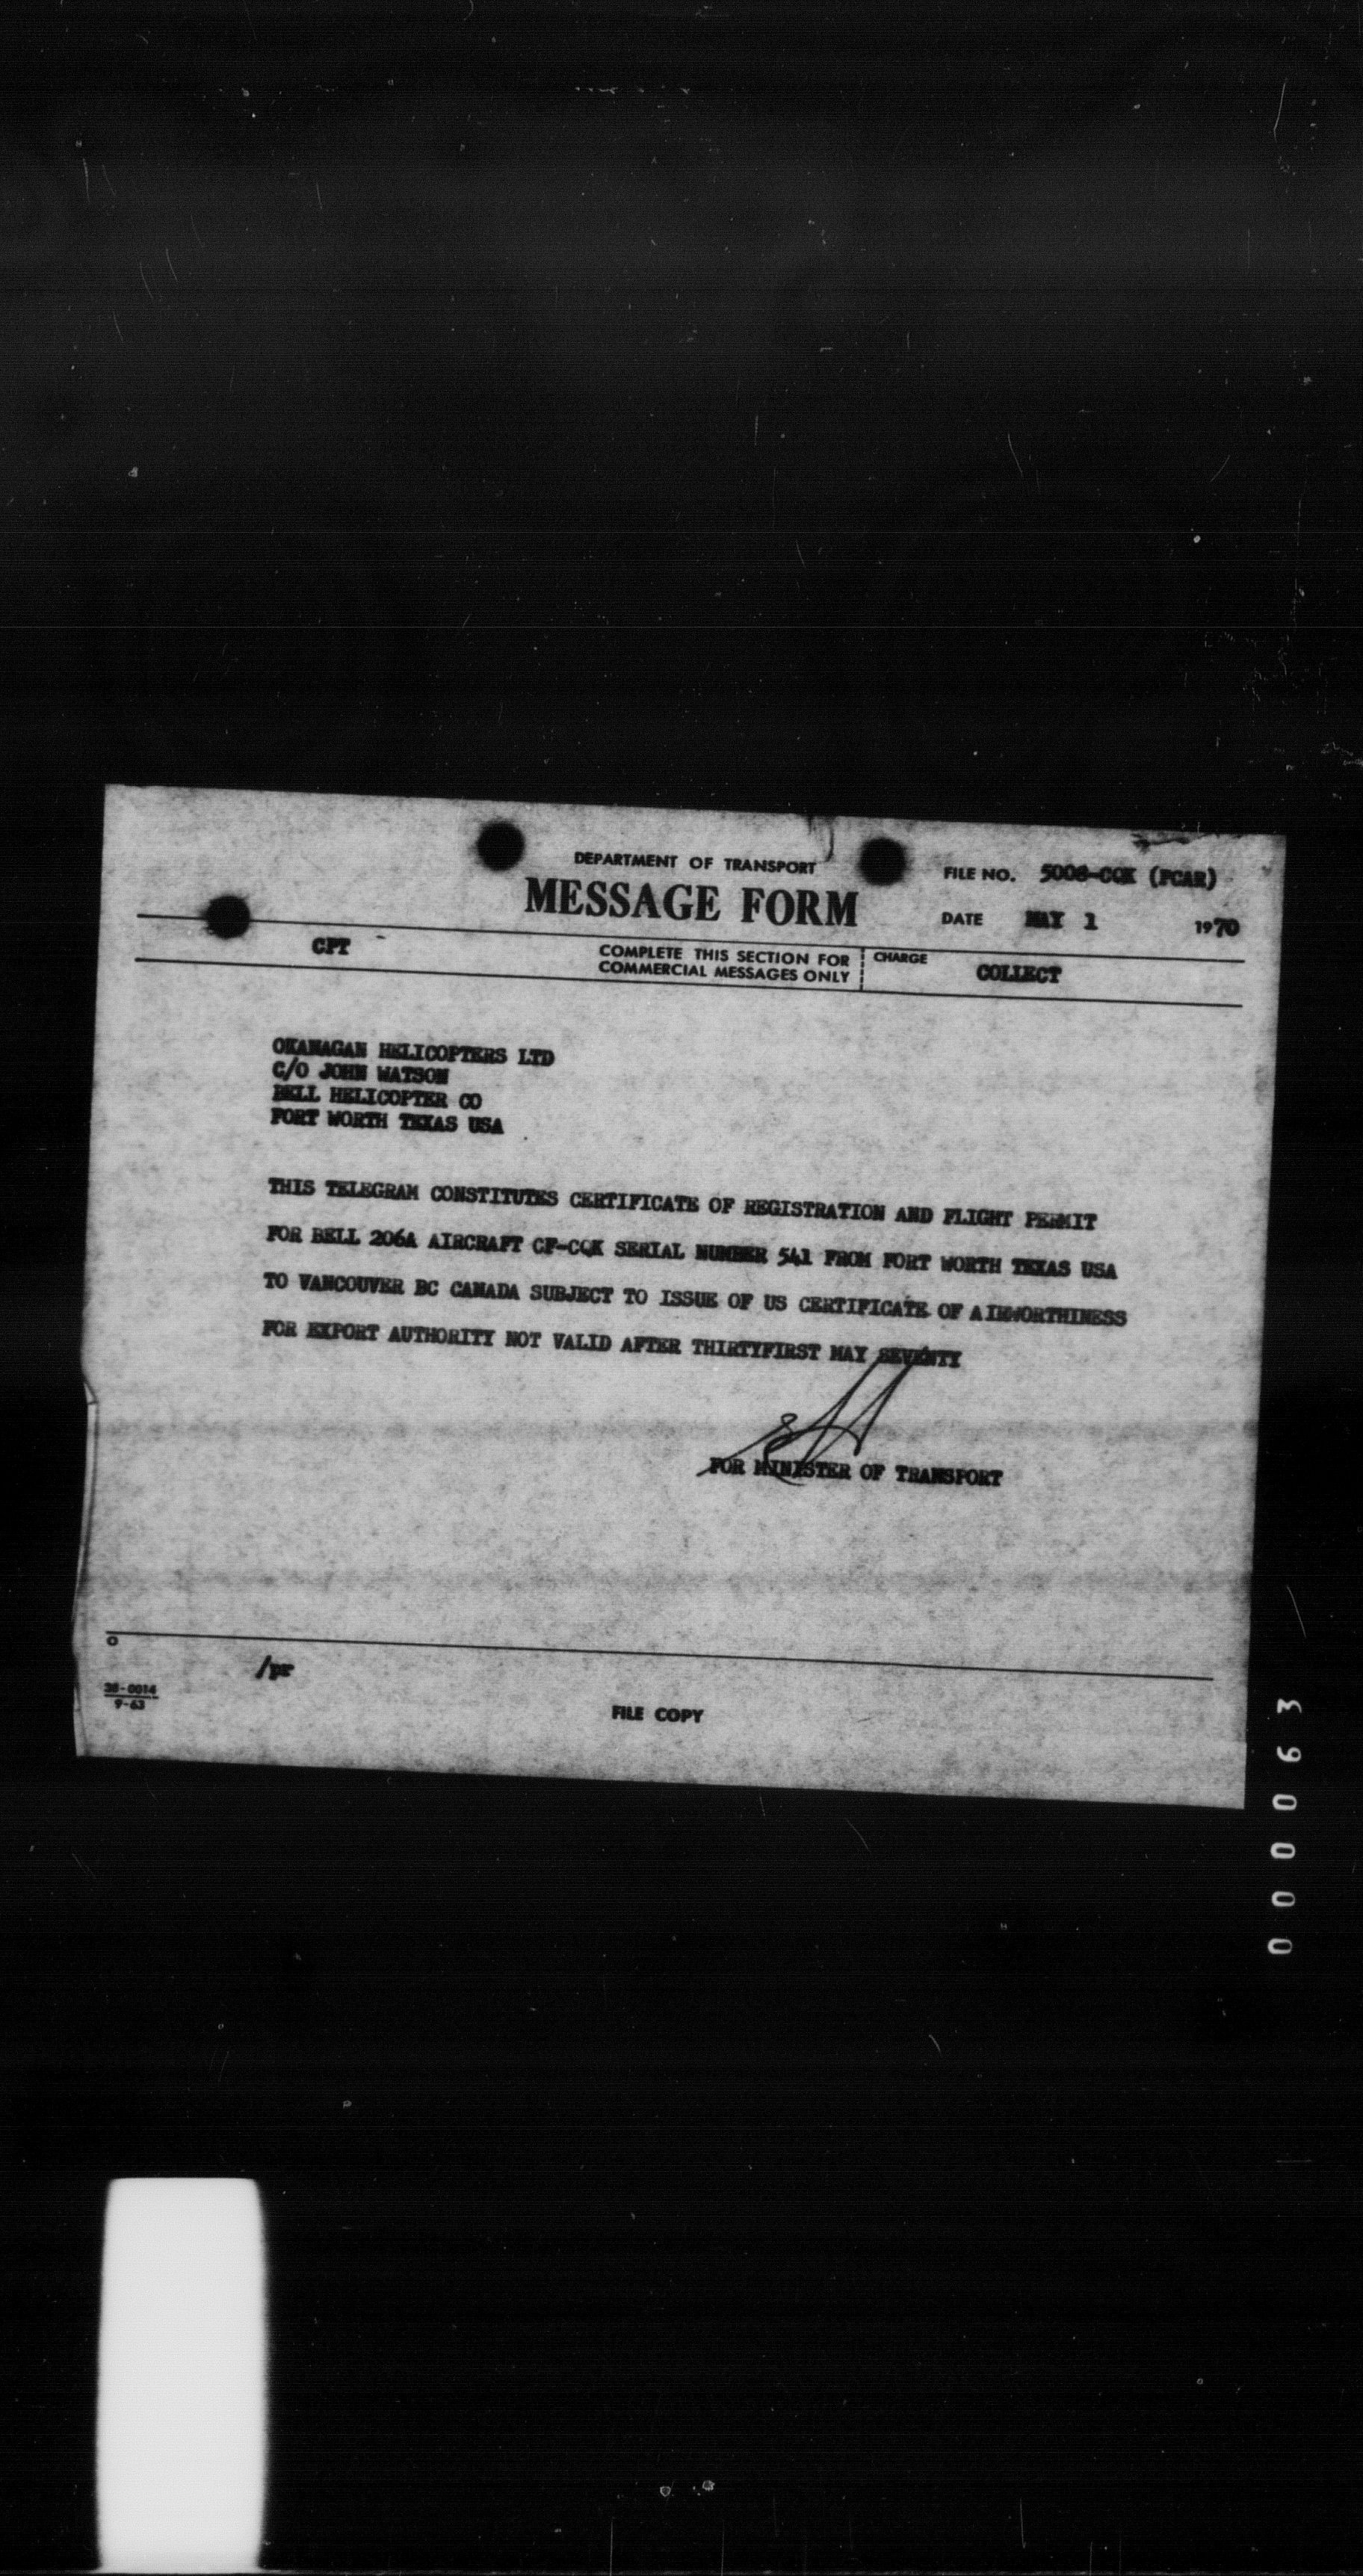 DEPARTMENT OF TRANSPORT
MESSAGE FORM
FILE NO. 5008-CQK (PCAR)
DATE MAY 1 1970
CPT
COMPLETE THIS SECTION FOR
COMMERCIAL MESSAGES ONLY
CHARGE
COLLECT
OKANAGAN HELICOPTERS LTD
C/O JOHN WATSON
BELL HELICOPTER CO
FORT WORTH TEXAS USA
THIS TELEGRAM CONSTITUTES CERTIFICATE OF REGISTRATION AND FLIGHT PERMIT
FOR BELL 206A AIRCRAFT CF-CQK SERIAL NUMBER 541 FROM FORT WORTH TEXAS USA
TO VANCOUVER BC CANADA SUBJECT TO ISSUE OF US CERTIFICATE OF AIRWORTHINESS
FOR EXPORT AUTHORITY NOT VALID AFTER THIRTYFIRST MAY SEVENTY
FOR MINISTER OF TRANSPORT
/pr
38-0014
9-63
FILE COPY
000063